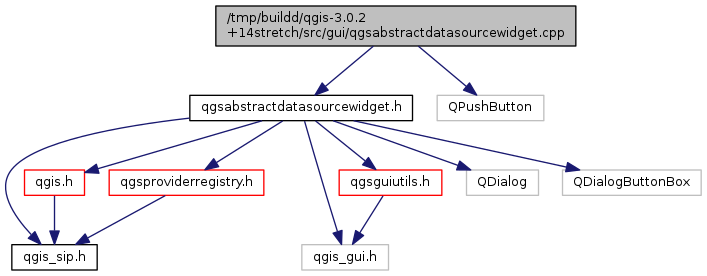 /tmp/buildd/qgis-3.0.2
+14stretch/src/gui/qgsabstractdatasourcewidget.cpp
qgsabstractdatasourcewidget.h
QPushButton
qgis.h
qgsproviderregistry.h
qgsguiutils.h
QDialog
QDialogButtonBox
qgis_sip.h
qgis_gui.h